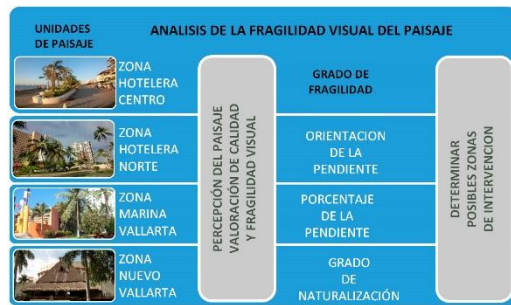 UNIDADES
DE PAISAJE
ANALISIS DE LA FRAGILIDAD VISUAL DEL PAISAJE
ZONA
HOTELERA
CENTRO
ZONA
HOTELERA
NORTE
ZONA
MARINA
VALLARTA
ZONA
NUEVO
VALLARTA
PERCEPCIÓN DEL PAISAJE
VALORACIÓN DE CALIDAD
Y FRAGILIDAD VISUAL
GRADO DE
FRAGILIDAD
ORIENTACION
DE LA
PENDIENTE
PORCENTAJE
DE LA
PENDIENTE
GRADO
DE
NATURALIZACIÓN
DETERMINAR
POSIBLES ZONAS
DE INTERVENCION